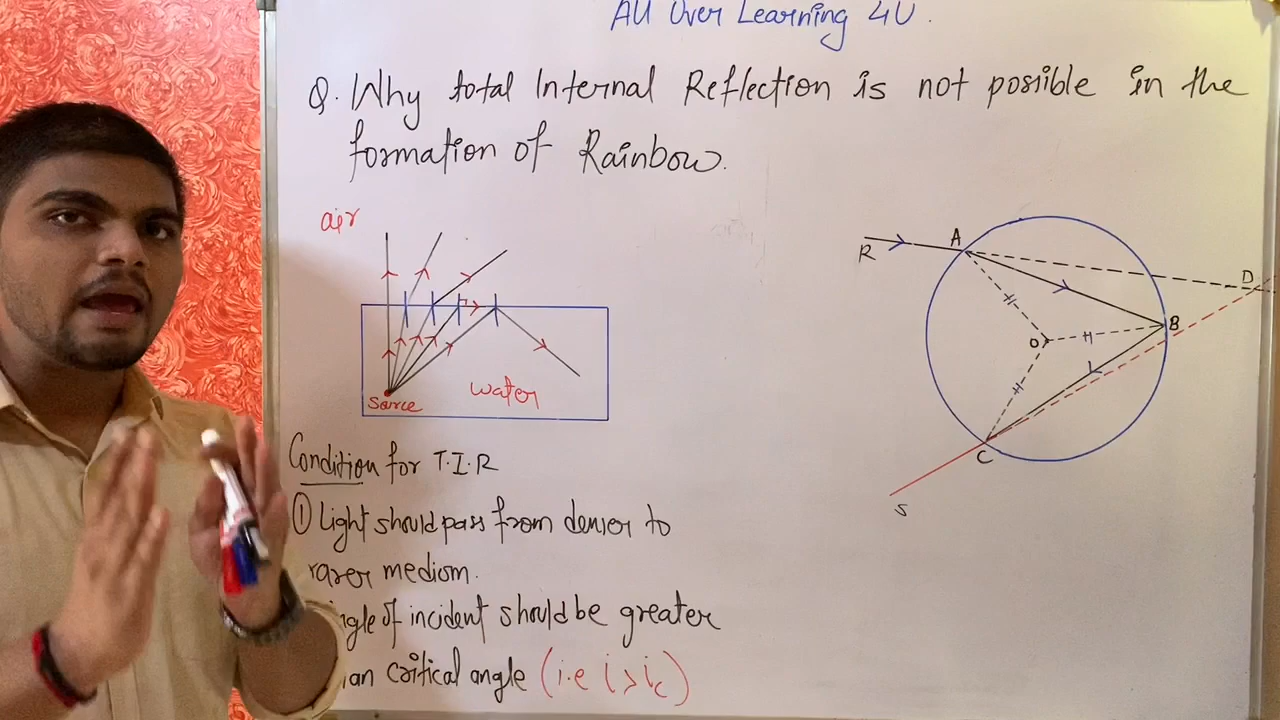 All Over Learning 4U.
Q. Why total Internal Reflection is not possible in the
formation of Rainbow.
air
water
Source
R
A
D
B
O
C
S
Condition for T.I.R
① Light should pass from denser to
rarer mediom.
ngle of incident should be greater
an critical angle (i.e i > ic)